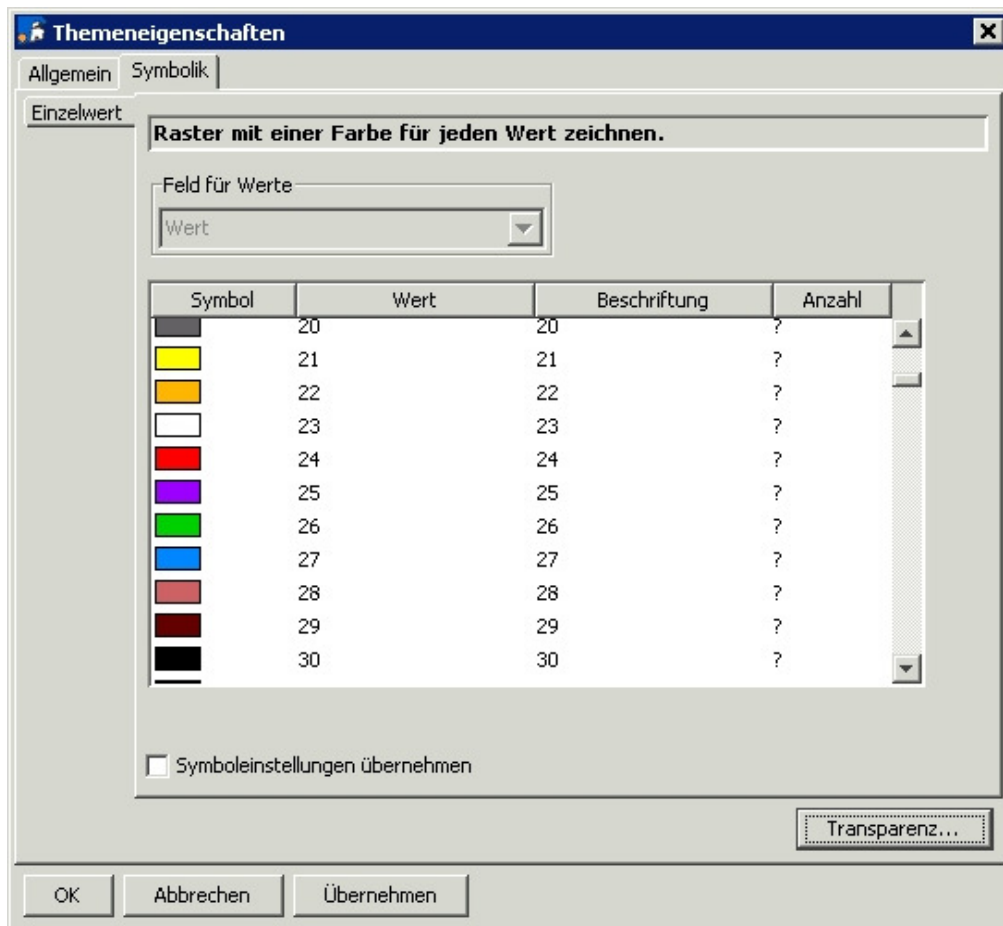 Themeneigenschaften
Allgemein Symbolik
Einzelwert
Raster mit einer Farbe für jeden Wert zeichnen.
Feld für Werte
Wert
Symbol Wert Beschriftung Anzahl
20 20 ?
21 21 ?
22 22 ?
23 23 ?
24 24 ?
25 25 ?
26 26 ?
27 27 ?
28 28 ?
29 29 ?
30 30 ?
Symboleinstellungen übernehmen
Transparenz...
OK Abbrechen Übernehmen